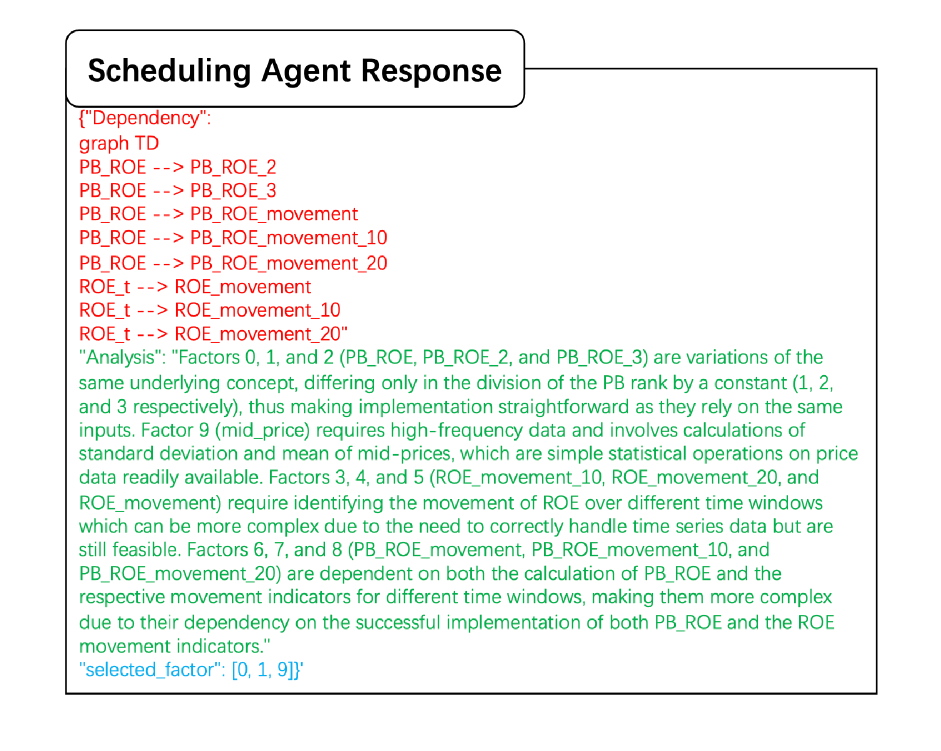 Scheduling Agent Response
{"Dependency":
graph TD
PB_ROE --> PB_ROE_2
PB_ROE --> PB_ROE_3
PB_ROE --> PB_ROE_movement
PB_ROE --> PB_ROE_movement_10
PB_ROE --> PB_ROE_movement_20
ROE_t --> ROE_movement
ROE_t --> ROE_movement_10
ROE_t --> ROE_movement_20"
"Analysis": "Factors 0, 1, and 2 (PB_ROE, PB_ROE_2, and PB_ROE_3) are variations of the
same underlying concept, differing only in the division of the PB rank by a constant (1, 2,
and 3 respectively), thus making implementation straightforward as they rely on the same
inputs. Factor 9 (mid_price) requires high-frequency data and involves calculations of
standard deviation and mean of mid-prices, which are simple statistical operations on price
data readily available. Factors 3, 4, and 5 (ROE_movement_10, ROE_movement_20, and
ROE_movement) require identifying the movement of ROE over different time windows
which can be more complex due to the need to correctly handle time series data but are
still feasible. Factors 6, 7, and 8 (PB_ROE_movement, PB_ROE_movement_10, and
PB_ROE_movement_20) are dependent on both the calculation of PB_ROE and the
respective movement indicators for different time windows, making them more complex
due to their dependency on the successful implementation of both PB_ROE and the ROE
movement indicators."
"selected_factor": [0, 1, 9]}'